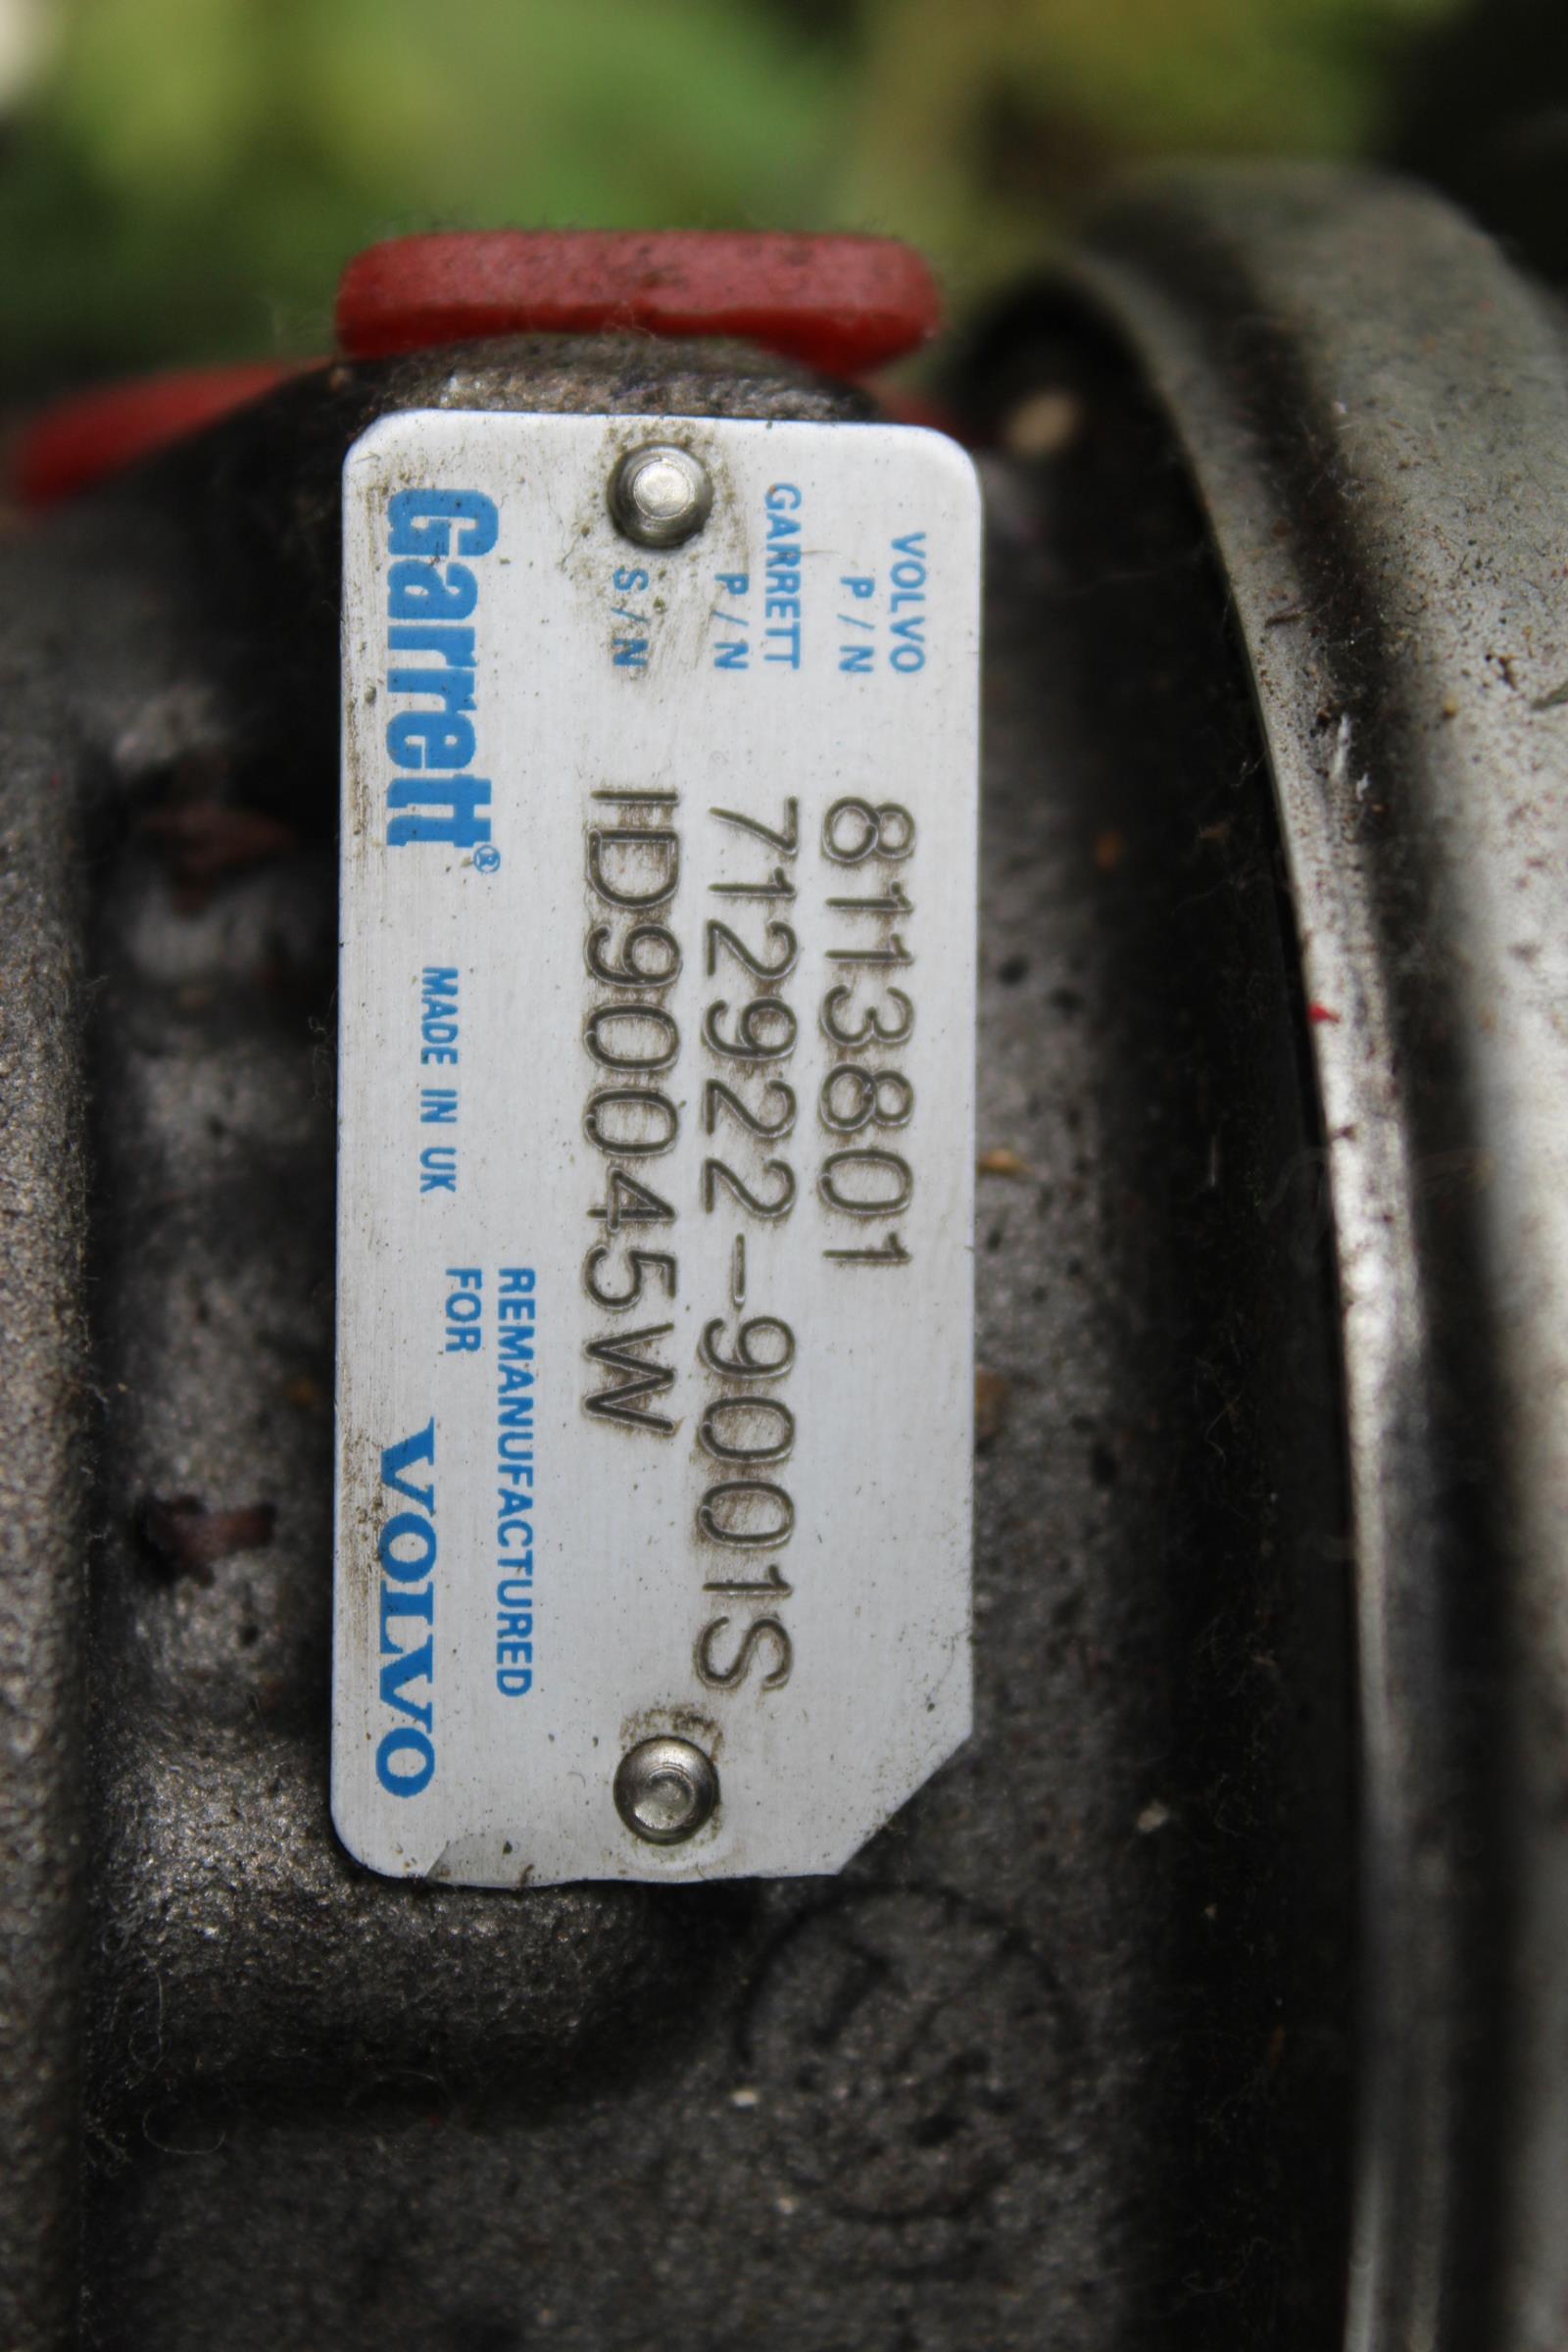 VOLVO
P/N 8113801
GARRETT
P/N 712922-9001S
S/N ID90045W
REMANUFACTURED
Garrett® MADE IN UK FOR VOLVO